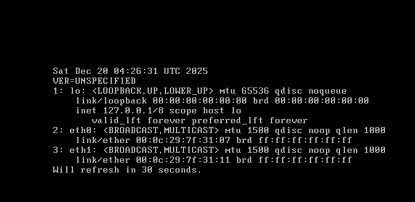 Sat Dec 20 04:26:31 UTC 2025
VER=UNSPECIFIED
1: lo: <LOOPBACK,UP,LOWER_UP> mtu 65536 qdisc noqueue
link/loopback 00:00:00:00:00:00 brd 00:00:00:00:00:00
inet 127.0.0.1/8 scope host lo
valid_lft forever preferred_lft forever
2: eth0: <BROADCAST,MULTICAST> mtu 1500 qdisc noop qlen 1000
link/ether 00:0c:29:7f:31:07 brd ff:ff:ff:ff:ff:ff
3: eth1: <BROADCAST,MULTICAST> mtu 1500 qdisc noop qlen 1000
link/ether 00:0c:29:7f:31:11 brd ff:ff:ff:ff:ff:ff
Will refresh in 30 seconds.